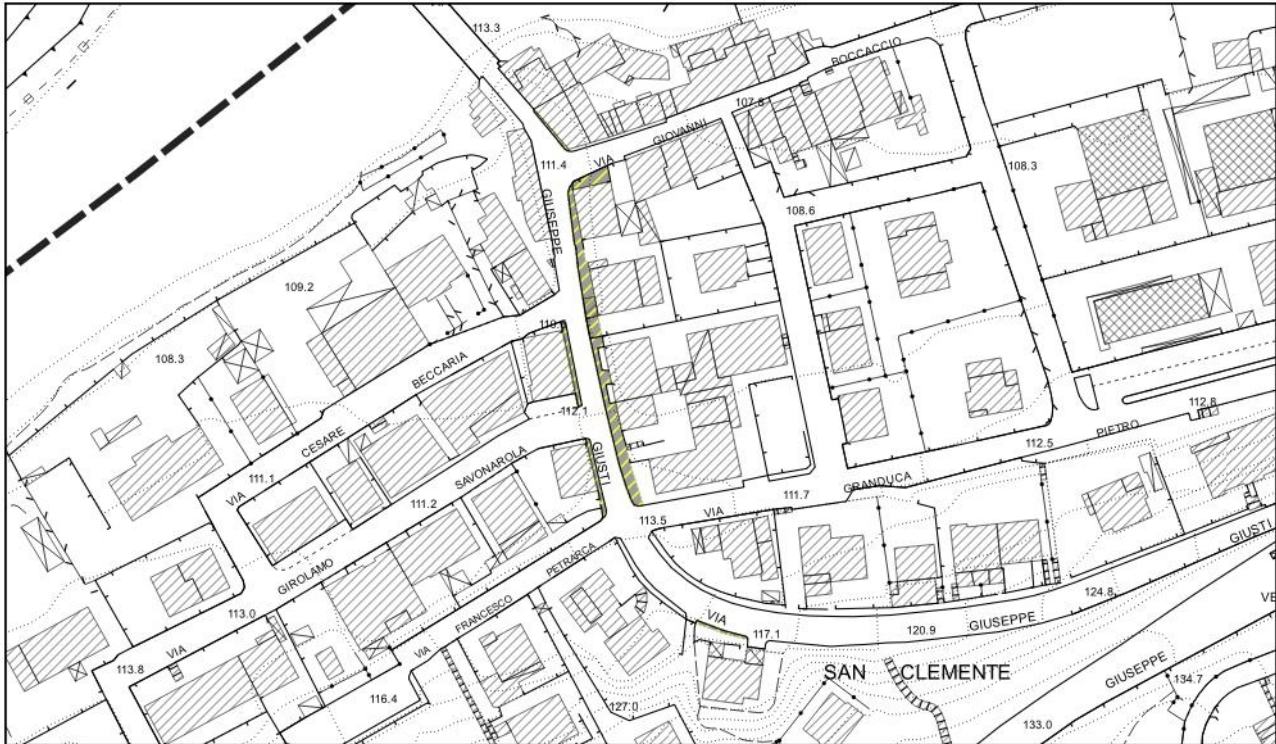 113.3
BOCCACCIO
107.8
GIOVANNI
VIA
111.4
108.3
GIUSEPPE
108.6
109.2
108.3
BECCARIA
112.1
112.8
CESARE
PIETRO
112.5
GIUSTI
SAVONAROLA
111.1
VIA
111.2
GRANDUCA
111.7
VIA
113.5
GIUSTI
PETRARCA
GIROLAMO
124.8
FRANCESCO
113.0
VIA
GIUSEPPE
120.9
117.1
VIA
VIA
113.8
SAN CLEMENTE
GIUSEPPE
134.7
116.4
127.0
133.0